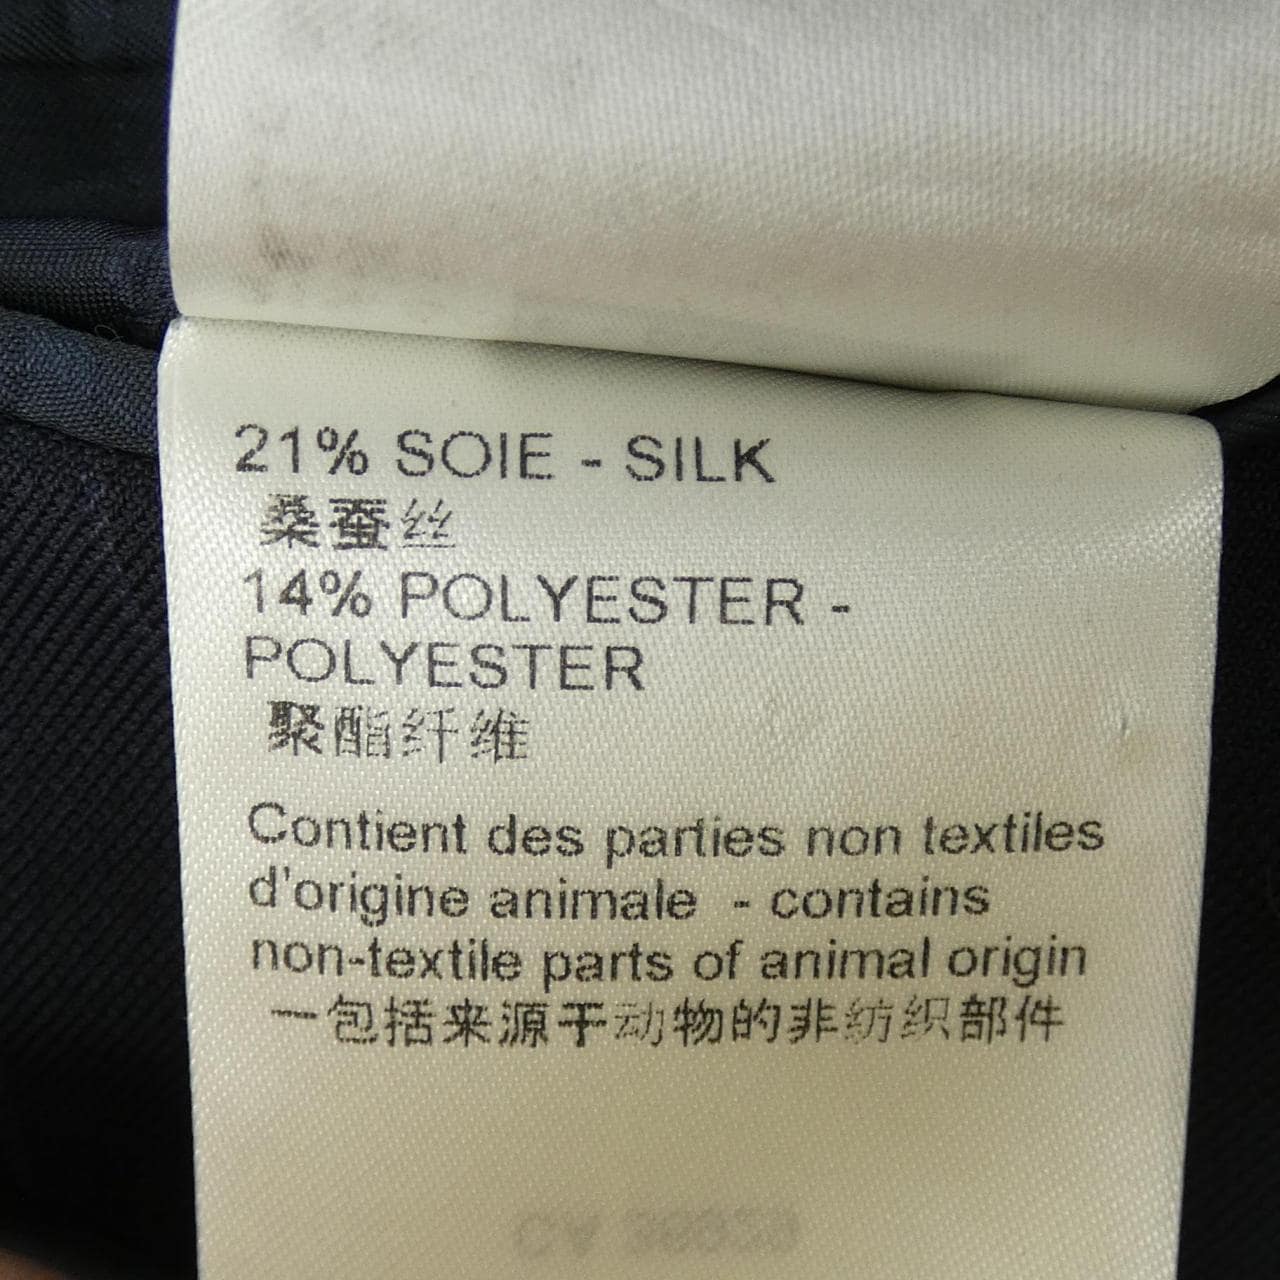 21% SOIE - SILK
桑蚕丝
14% POLYESTER -
POLYESTER
聚酯纤维
Contient des parties non textiles
d'origine animale - contains
non-textile parts of animal origin
一包括来源于动物的非纺织部件